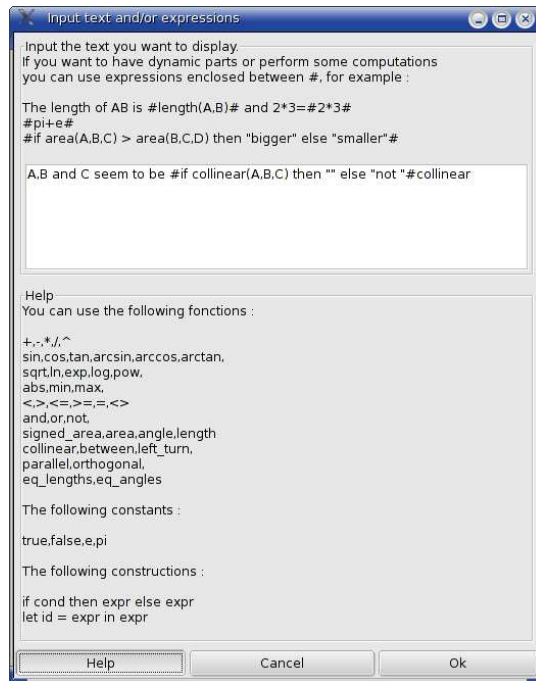 Input text and/or expressions
Input the text you want to display.
If you want to have dynamic parts or perform some computations
you can use expressions enclosed between #, for example :
The length of AB is #length(A,B)# and 2*3=#2*3#
#pi+e#
#if area(A,B,C) > area(B,C,D) then "bigger" else "smaller"#
A,B and C seem to be #if collinear(A,B,C) then "" else "not "#collinear
Help
You can use the following fonctions :
+,-,*,/,^
sin,cos,tan,arcsin,arccos,arctan,
sqrt,ln,exp,log,pow,
abs,min,max,
<,>,<=,>=,=,<>
and,or,not,
signed_area,area,angle,length
collinear,between,left_turn,
parallel,orthogonal,
eq_lengths,eq_angles
The following constants :
true,false,e,pi
The following constructions :
if cond then expr else expr
let id = expr in expr
Help
Cancel
Ok